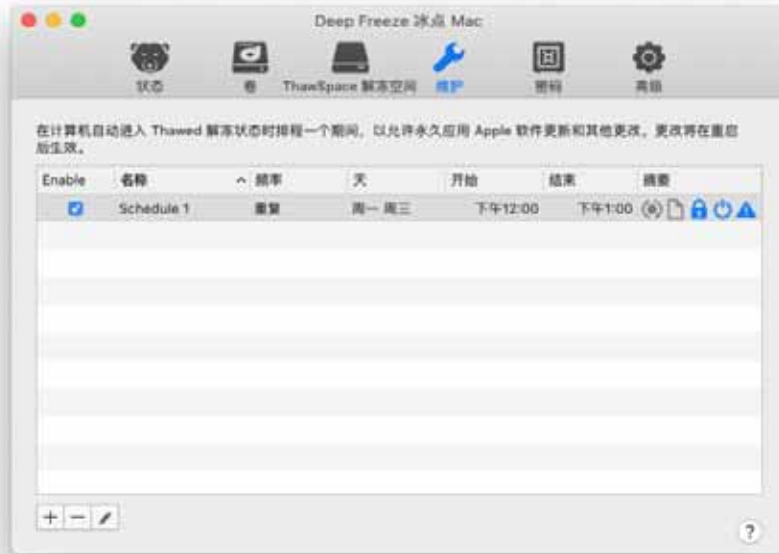 Deep Freeze 冰点 Mac
状态 卷 ThawSpace 解冻空间 维护 密码 高级
在计算机自动进入 Thawed 解冻状态时排程一个期间，以允许永久应用 Apple 软件更新和其他更改。更改将在重启
后生效。
Enable 名称 频率 天 开始 结束 摘要
Schedule 1 重复 周一 周三 下午12:00 下午1:00
?